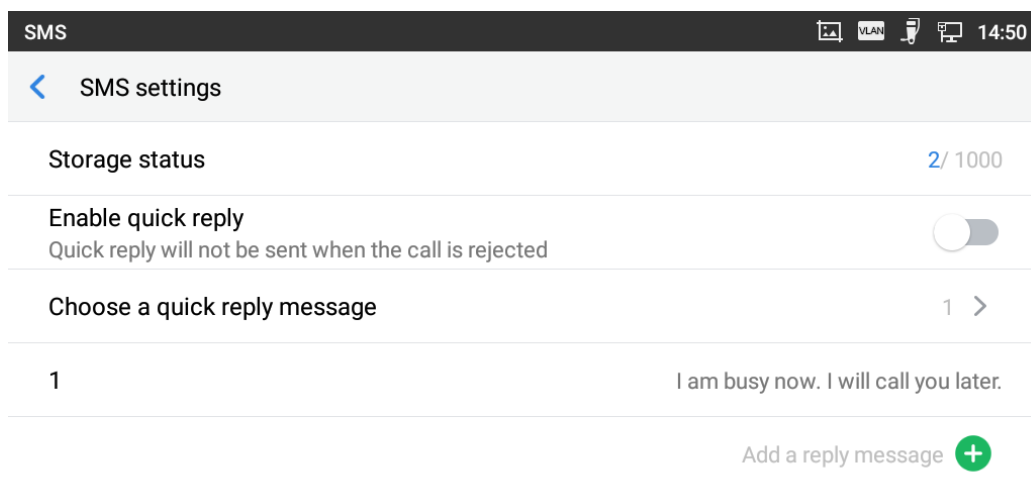 SMS VLAN 14:50
SMS settings
Storage status 2/ 1000
Enable quick reply
Quick reply will not be sent when the call is rejected
Choose a quick reply message 1
1 I am busy now. I will call you later.
Add a reply message